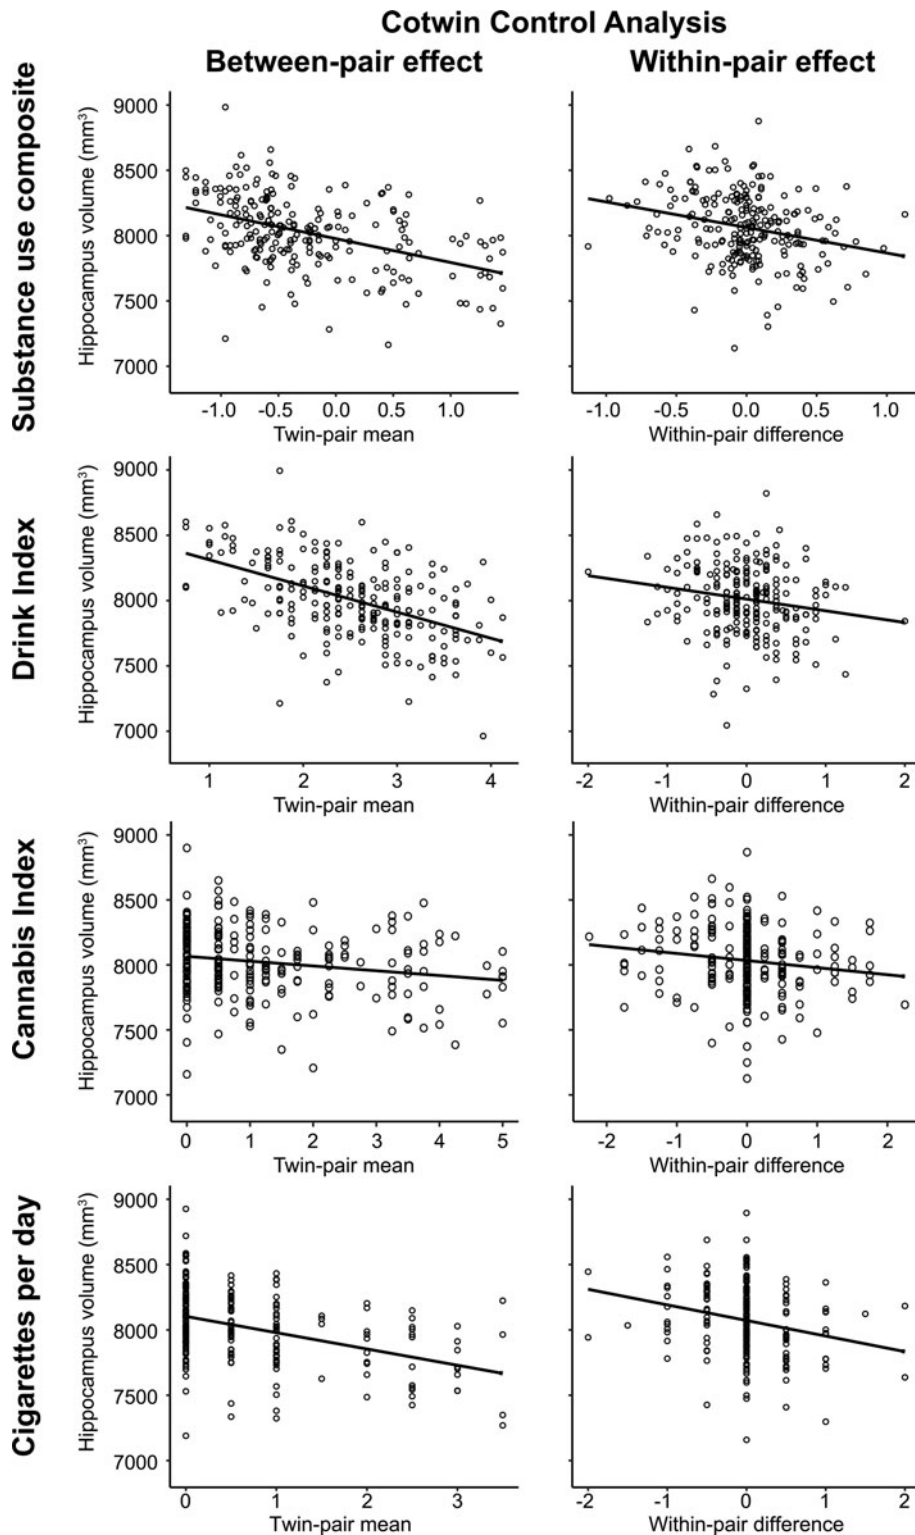 Cotwin Control Analysis
Between-pair effect
Within-pair effect
Substance use composite
Hippocampus volume (mm³)
9000
8500
8000
7500
7000
-1.0 -0.5 0.0 0.5 1.0
Twin-pair mean
-1.0 -0.5 0.0 0.5 1.0
Within-pair difference
Drink Index
Hippocampus volume (mm³)
9000
8500
8000
7500
7000
1 2 3 4
Twin-pair mean
-2 -1 0 1 2
Within-pair difference
Cannabis Index
Hippocampus volume (mm³)
9000
8500
8000
7500
7000
0 1 2 3 4 5
Twin-pair mean
-2 -1 0 1 2
Within-pair difference
Cigarettes per day
Hippocampus volume (mm³)
9000
8500
8000
7500
7000
0 1 2 3
Twin-pair mean
-2 -1 0 1 2
Within-pair difference